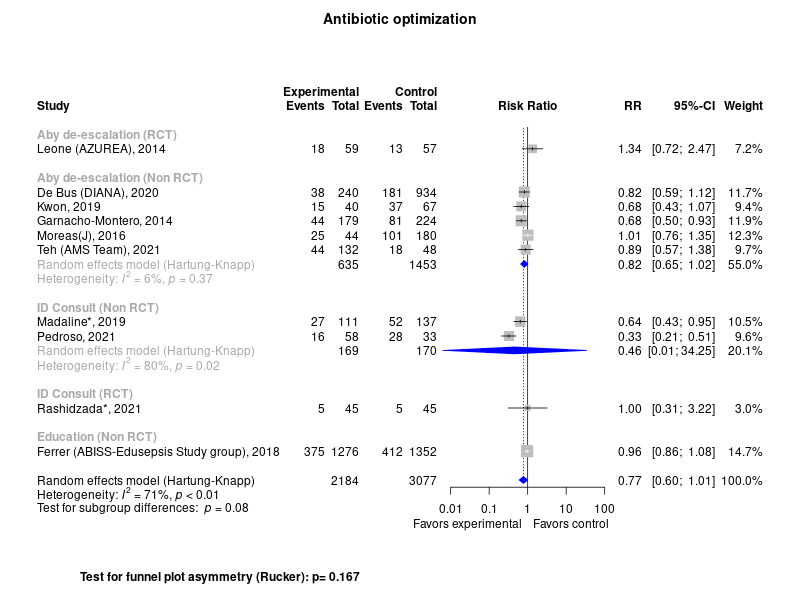 Antibiotic optimization
Experimental Control
Study Events Total Events Total Risk Ratio RR 95%-CI Weight
Aby de-escalation (RCT)
Leone (AZUREA), 2014 18 59 13 57 1.34 [0.72; 2.47] 7.2%
Aby de-escalation (Non RCT)
De Bus (DIANA), 2020 38 240 181 934 0.82 [0.59; 1.12] 11.7%
Kwon, 2019 15 40 37 67 0.68 [0.43; 1.07] 9.4%
Garnacho-Montero, 2014 44 179 81 224 0.68 [0.50; 0.93] 11.9%
Moreas(J), 2016 25 44 101 180 1.01 [0.76; 1.35] 12.3%
Teh (AMS Team), 2021 44 132 18 48 0.89 [0.57; 1.38] 9.7%
Random effects model (Hartung-Knapp) 635 1453 0.82 [0.65; 1.02] 55.0%
Heterogeneity: I² = 6%, p = 0.37
ID Consult (Non RCT)
Madaline*, 2019 27 111 52 137 0.64 [0.43; 0.95] 10.5%
Pedroso, 2021 16 58 28 33 0.33 [0.21; 0.51] 9.6%
Random effects model (Hartung-Knapp) 169 170 0.46 [0.01; 34.25] 20.1%
Heterogeneity: I² = 80%, p = 0.02
ID Consult (RCT)
Rashidzada*, 2021 5 45 5 45 1.00 [0.31; 3.22] 3.0%
Education (Non RCT)
Ferrer (ABISS-Edusepsis Study group), 2018 375 1276 412 1352 0.96 [0.86; 1.08] 14.7%
Random effects model (Hartung-Knapp) 2184 3077 0.77 [0.60; 1.01] 100.0%
Heterogeneity: I² = 71%, p < 0.01
Test for subgroup differences: p = 0.08
0.01 0.1 1 10 100
Favors experimental Favors control
Test for funnel plot asymmetry (Rucker): p= 0.167